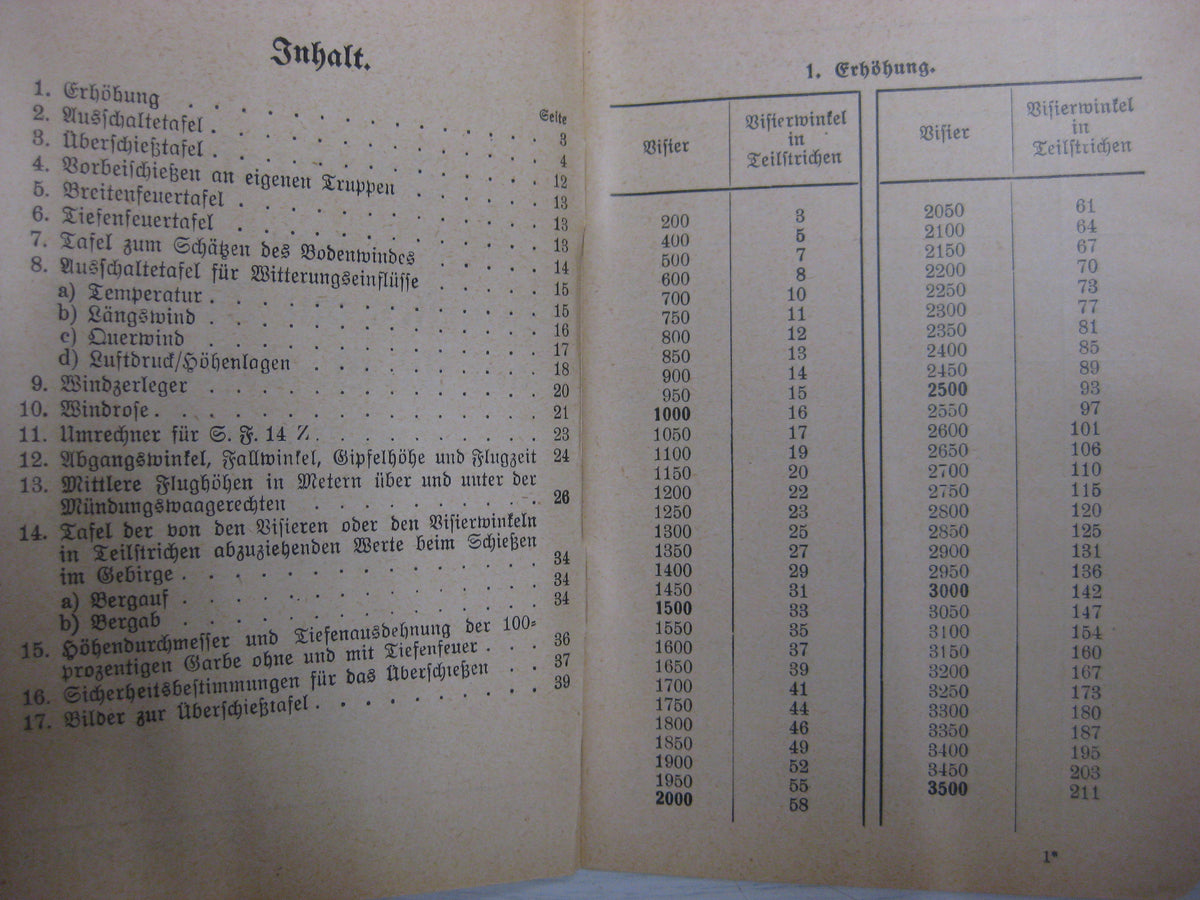 Inhalt.
Seite
1. Erhöhung . . . . . . . . . . . . . 3
2. Ausschaltetafel . . . . . . . . . . . . 4
3. Überschießtafel . . . . . . . . . . . . 12
4. Vorbeischießen an eigenen Truppen . . . . . . 13
5. Breitenfeuertafel . . . . . . . . . . . 13
6. Tiefenfeuertafel . . . . . . . . . . . 13
7. Tafel zum Schätzen des Bodenwindes . . . . . 14
8. Ausschaltetafel für Witterungseinflüsse . . . . . 15
a) Temperatur . . . . . . . . . . . . 15
b) Längswind . . . . . . . . . . . . 16
c) Querwind . . . . . . . . . . . . 17
d) Luftdruck/Höhenlagen . . . . . . . . . 18
9. Windzerleger . . . . . . . . . . . . 20
10. Windrose . . . . . . . . . . . . . 21
11. Umrechner für S. F. 14 Z. . . . . . . . . 23
12. Abgangswinkel, Fallwinkel, Gipfelhöhe und Flugzeit 24
13. Mittlere Flughöhen in Metern über und unter der
Mündungswaagerechten . . . . . . . . . 26
14. Tafel der von den Visieren oder den Visierwinkeln
in Teilstrichen abzuziehenden Werte beim Schießen
im Gebirge . . . . . . . . . . . . . 34
a) Bergauf . . . . . . . . . . . . . 34
b) Bergab . . . . . . . . . . . . . 34
15. Höhendurchmesser und Tiefenausdehnung der 100=
prozentigen Garbe ohne und mit Tiefenfeuer . . . 36
16. Sicherheitsbestimmungen für das Überschießen . . 37
17. Bilder zur Überschießtafel . . . . . . . . . 39
1. Erhöhung.
Visier Visierwinkel in Teilstrichen Visier Visierwinkel in Teilstrichen
200 3 2050 61
400 5 2100 64
500 7 2150 67
600 8 2200 70
700 10 2250 73
750 11 2300 77
800 12 2350 81
850 13 2400 85
900 14 2450 89
950 15 2500 93
1000 16 2550 97
1050 17 2600 101
1100 19 2650 106
1150 20 2700 110
1200 22 2750 115
1250 23 2800 120
1300 25 2850 125
1350 27 2900 131
1400 29 2950 136
1450 31 3000 142
1500 33 3050 147
1550 35 3100 154
1600 37 3150 160
1650 39 3200 167
1700 41 3250 173
1750 44 3300 180
1800 46 3350 187
1850 49 3400 195
1900 52 3450 203
1950 55 3500 211
2000 58
1*